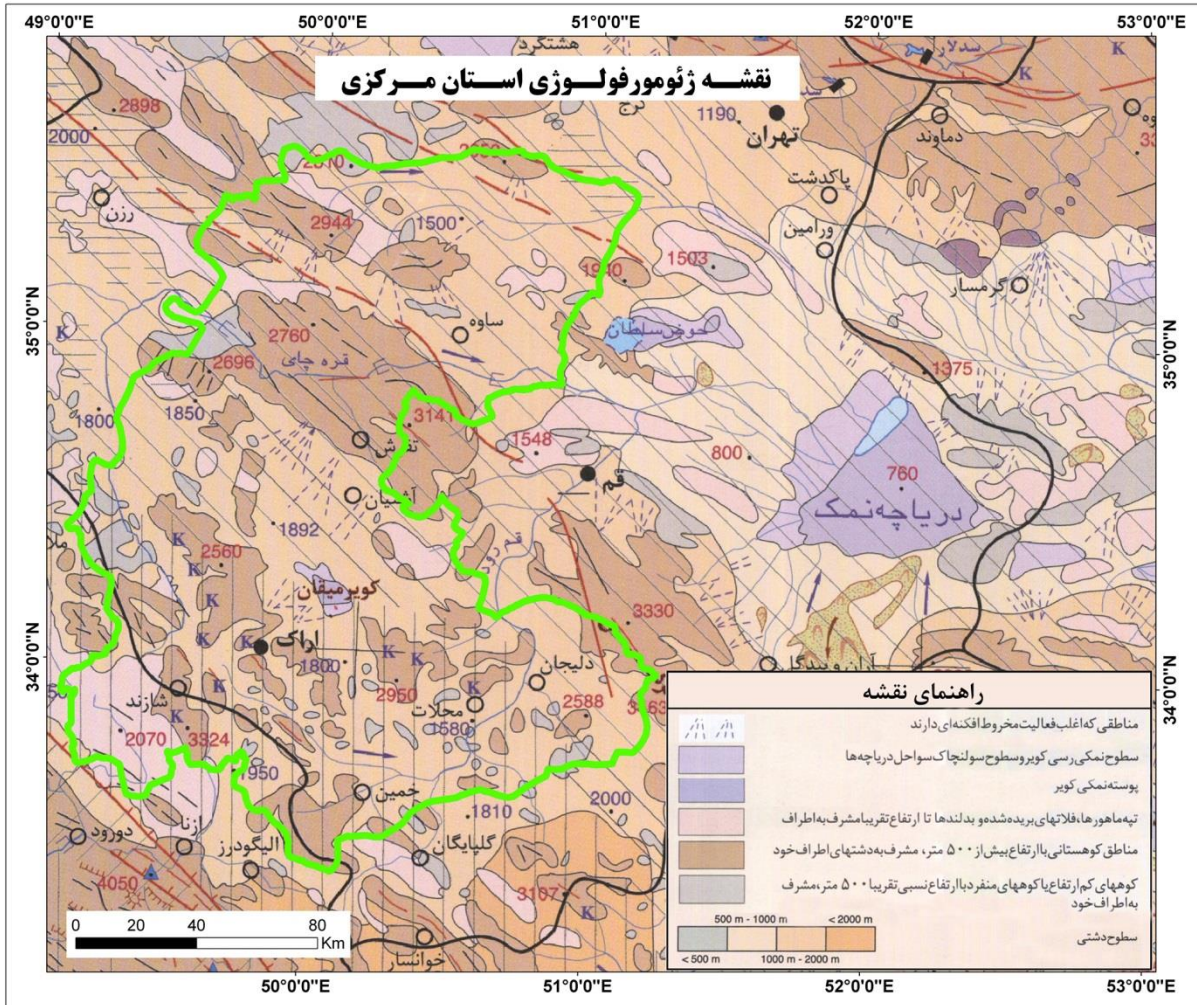 49°0'0"E 50°0'0"E 51°0'0"E 52°0'0"E 53°0'0"E
نقشه ژئومورفولوژی استان مرکزی
هشتگرد
کرج
K
K
2898
2000
1190
تهران
دماوند
رزن
2944
1500
پاکدشت
ورامین
1503
1940
گرمسار
35°0'0"N
35°0'0"N
K
2760
ساوه
حوض سلطان
قره چای
2696
1375
1800
1850
3141
تفرش
1548
قم
800
760
دریاچه نمک
آشتیان
1892
2560
K
K
کویر میقان
3330
34°0'0"N
34°0'0"N
K
K
اراک
K
K
1800
2950
دلیجان
محلات
K
1580
2588
شازند
K
2070
3324
1950
خمین
1810
2000
دورود
ازنا
الیگودرز
گلپایگان
4050
3107
K
خوانسار
0 20 40 80
Km
راهنمای نقشه
مناطقی که اغلب فعالیت مخروط افکنه‌ای دارند
سطوح نمکی رسی کویر و سطوح سولنچاک سواحل دریاچه‌ها
پوسته نمکی کویر
تپه ماهورها، فلاتهای بریده شده و بدلندها تا ارتفاع تقریبا مشرف به اطراف
مناطق کوهستانی با ارتفاع بیش از ۵۰۰ متر، مشرف به دشتهای اطراف خود
کوههای کم ارتفاع یا کوههای منفرد با ارتفاع نسبی تقریبا ۵۰۰ متر، مشرف
به اطراف خود
500 m - 1000 m < 2000 m
سطوح دشتی
< 500 m 1000 m - 2000 m
50°0'0"E 51°0'0"E 52°0'0"E 53°0'0"E